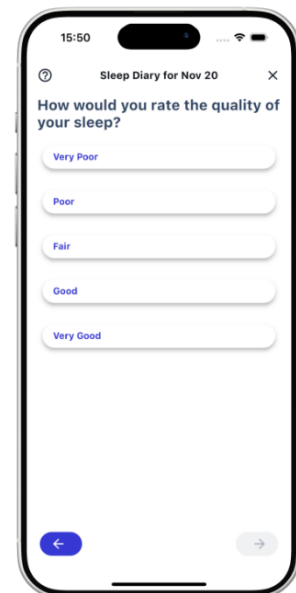 15:50
Sleep Diary for Nov 20
How would you rate the quality of
your sleep?
Very Poor
Poor
Fair
Good
Very Good